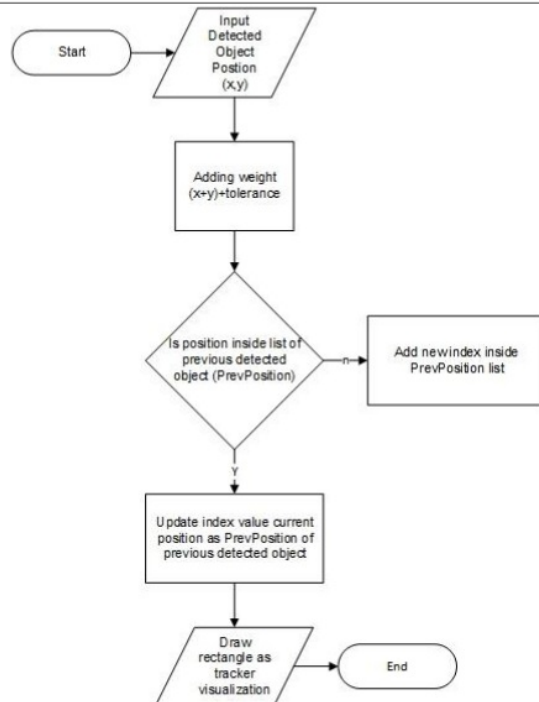 Start
Input
Detected
Object
Postion
(x,y)
Adding weight
(x+y)+tolerance
Is position inside list of
previous detected
object (PrevPosition)
n
Add newindex inside
PrevPosition list
Y
Update index value current
position as PrevPosition of
previous detected object
Draw
rectangle as
tracker
visualization
End